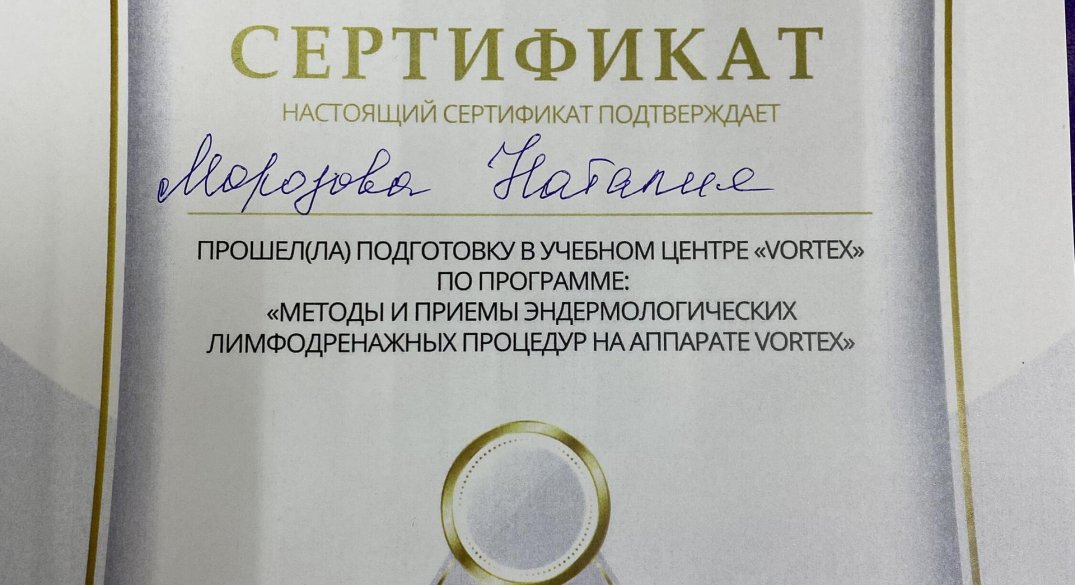 СЕРТИФИКАТ
НАСТОЯЩИЙ СЕРТИФИКАТ ПОДТВЕРЖДАЕТ
Морозова Наталия
ПРОШЕЛ(ЛА) ПОДГОТОВКУ В УЧЕБНОМ ЦЕНТРЕ «VORTEX»
ПО ПРОГРАММЕ:
«МЕТОДЫ И ПРИЕМЫ ЭНДЕРМОЛОГИЧЕСКИХ
ЛИМФОДРЕНАЖНЫХ ПРОЦЕДУР НА АППАРАТЕ VORTEX»